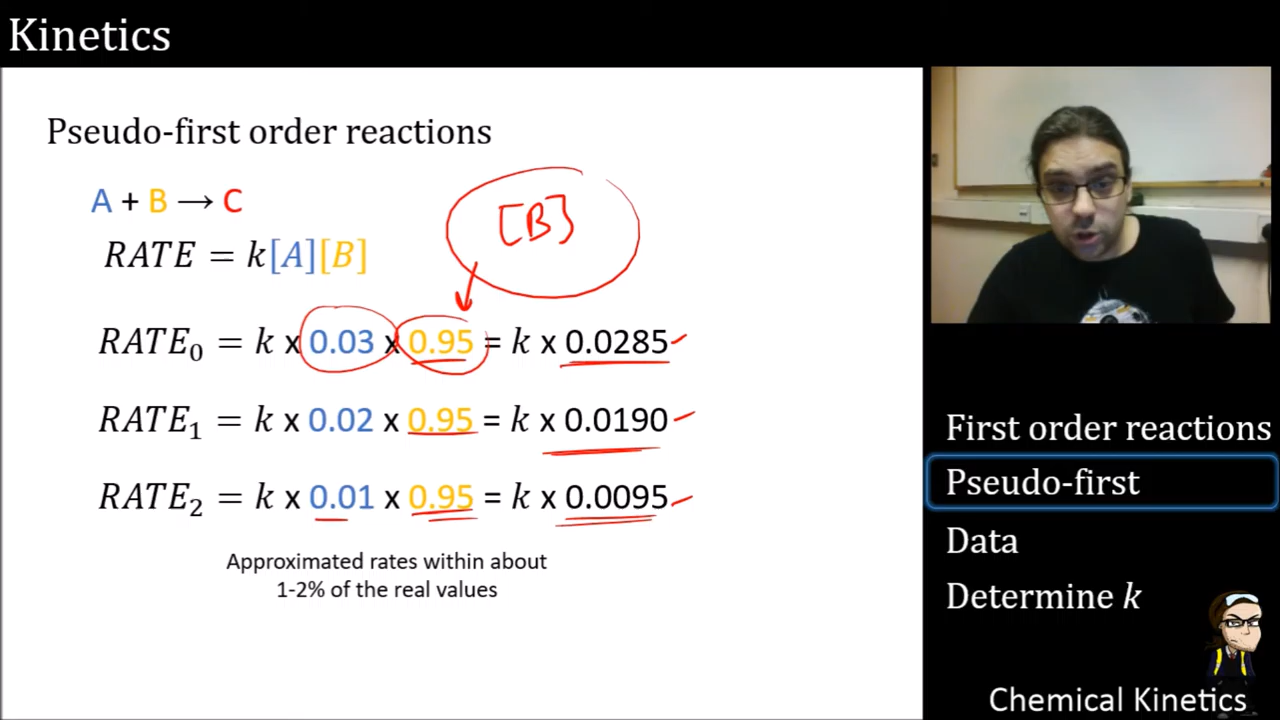 Kinetics
Pseudo-first order reactions
A + B → C
RATE = k[A][B]
[B]
RATE₀ = k x 0.03 x 0.95 = k x 0.0285
RATE₁ = k x 0.02 x 0.95 = k x 0.0190
RATE₂ = k x 0.01 x 0.95 = k x 0.0095
Approximated rates within about
1-2% of the real values
First order reactions
Pseudo-first
Data
Determine k
Chemical Kinetics